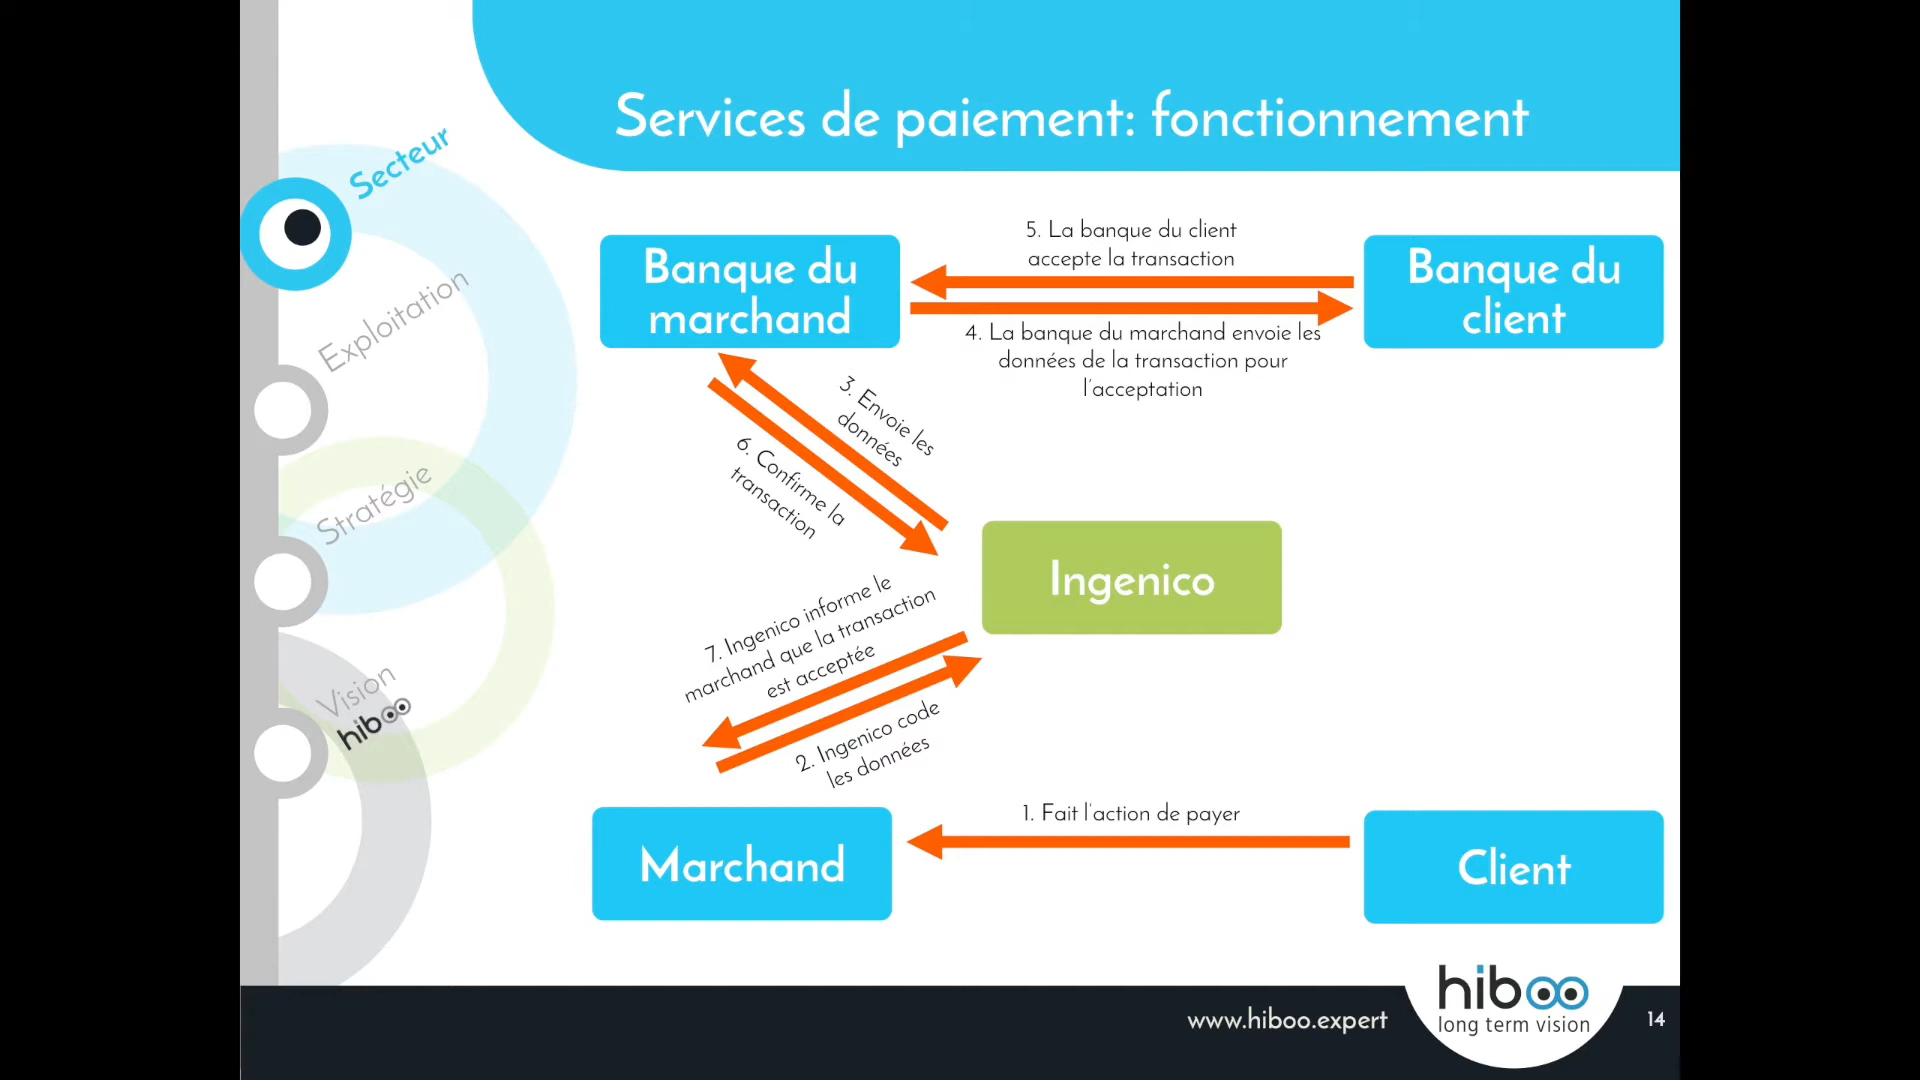 Services de paiement: fonctionnement
Secteur
Exploitation
Stratégie
Vision
hiboo
Banque du
marchand
5. La banque du client
accepte la transaction
4. La banque du marchand envoie les
données de la transaction pour
l'acceptation
Banque du
client
3. Envoie les
données
6. Confirme la
transaction
Ingenico
7. Ingenico informe le
marchand que la transaction
est acceptée
2. Ingenico code
les données
Marchand
1. Fait l'action de payer
Client
www.hiboo.expert
hiboo
long term vision
14